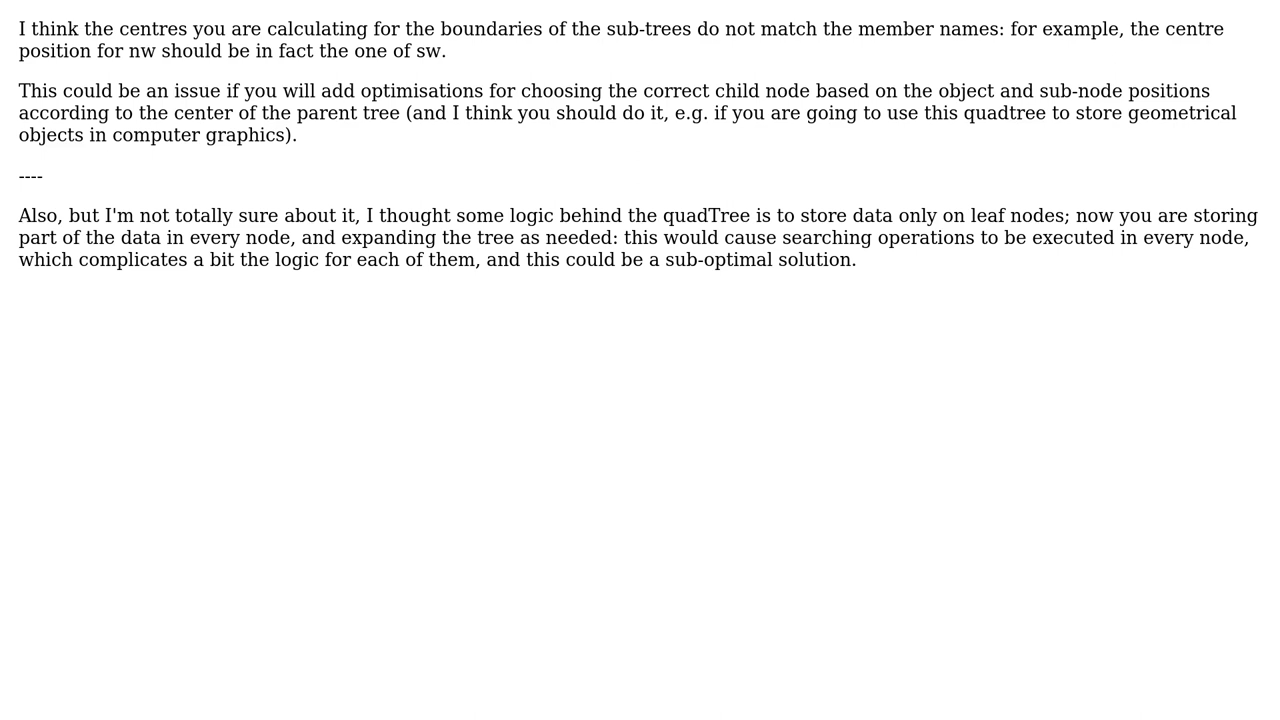 I think the centres you are calculating for the boundaries of the sub-trees do not match the member names: for example, the centre
position for nw should be in fact the one of sw.
This could be an issue if you will add optimisations for choosing the correct child node based on the object and sub-node positions
according to the center of the parent tree (and I think you should do it, e.g. if you are going to use this quadtree to store geometrical
objects in computer graphics).
----
Also, but I'm not totally sure about it, I thought some logic behind the quadTree is to store data only on leaf nodes; now you are storing
part of the data in every node, and expanding the tree as needed: this would cause searching operations to be executed in every node,
which complicates a bit the logic for each of them, and this could be a sub-optimal solution.